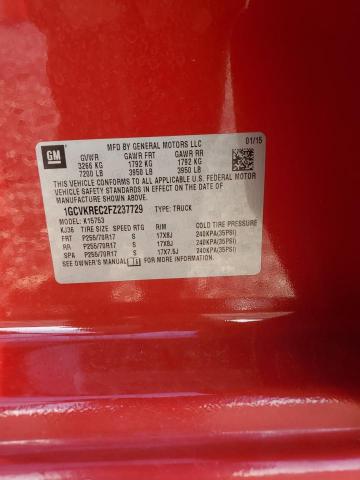 MFD BY GENERAL MOTORS LLC 01/15
GM GVWR GAWR FRT GAWR RR
3266 KG 1792 KG 1792 KG
7200 LB 3950 LB 3950 LB
THIS VEHICLE CONFORMS TO ALL APPLICABLE U.S. FEDERAL MOTOR
VEHICLE SAFETY STANDARDS IN EFFECT ON THE DATE OF
MANUFACTURE SHOWN ABOVE.
1GCVKREC2FZ237729 TYPE: TRUCK
MODEL: K15753
KJ36 TIRE SIZE SPEED RTG RIM COLD TIRE PRESSURE
FRT P255/70R17 S 17X8J 240KPA(35PSI)
RR P255/70R17 S 17X8J 240KPA(35PSI)
SPA P255/70R17 S 17X7.5J 240KPA(35PSI)
SEE OWNER'S MANUAL i